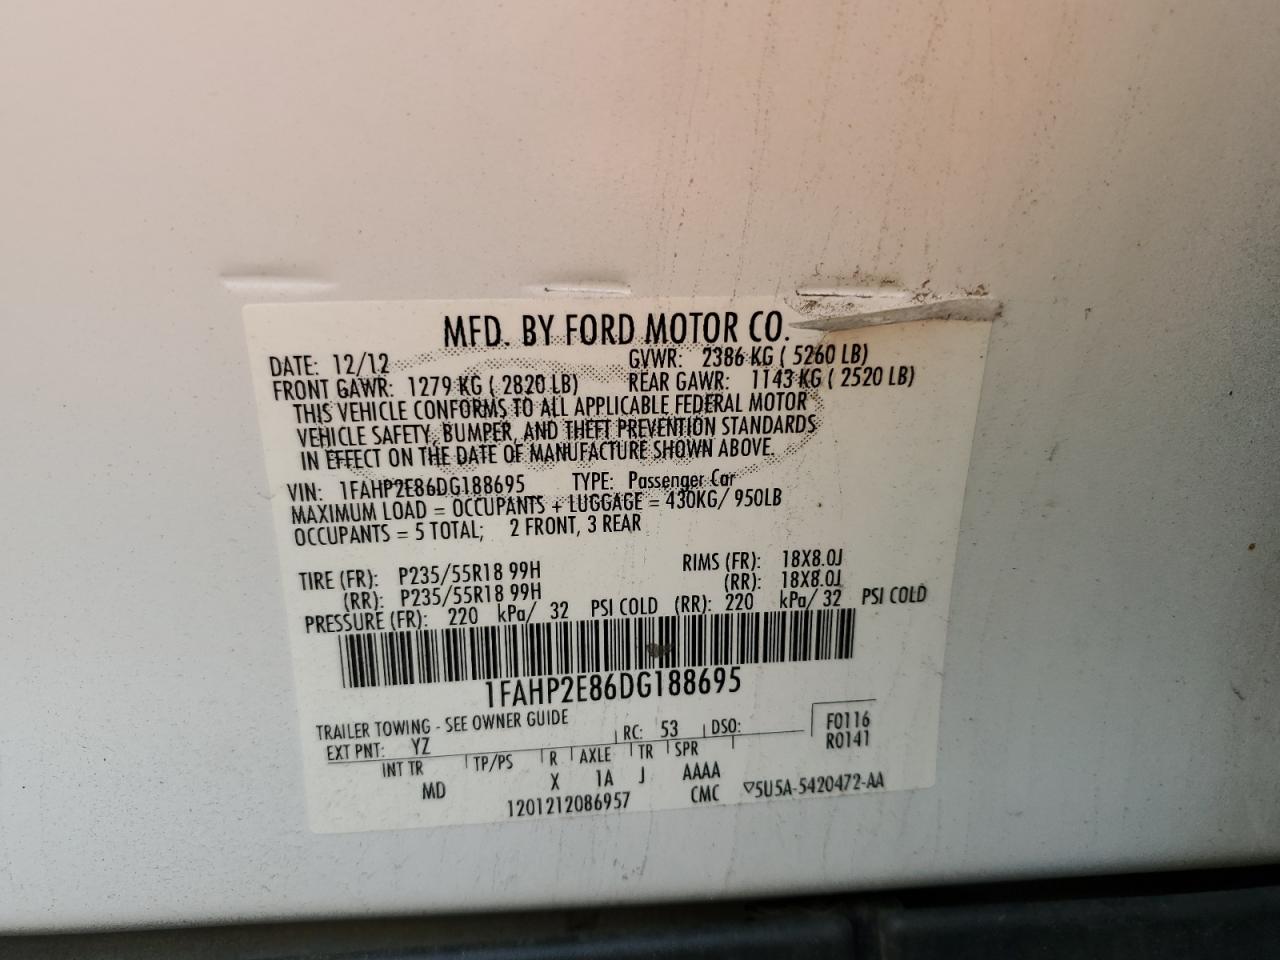 MFD. BY FORD MOTOR CO.
DATE: 12/12 GVWR: 2386 KG ( 5260 LB)
FRONT GAWR: 1279 KG ( 2820 LB) REAR GAWR: 1143 KG ( 2520 LB)
THIS VEHICLE CONFORMS TO ALL APPLICABLE FEDERAL MOTOR
VEHICLE SAFETY, BUMPER, AND THEFT PREVENTION STANDARDS
IN EFFECT ON THE DATE OF MANUFACTURE SHOWN ABOVE.
VIN: 1FAHP2E86DG188695 TYPE: Passenger Car
MAXIMUM LOAD = OCCUPANTS + LUGGAGE = 430KG/ 950LB
OCCUPANTS = 5 TOTAL; 2 FRONT, 3 REAR
TIRE (FR): P235/55R18 99H RIMS (FR): 18X8.0J
(RR): P235/55R18 99H (RR): 18X8.0J
PRESSURE (FR): 220 kPa/ 32 PSI COLD (RR): 220 kPa/ 32 PSI COLD
1FAHP2E86DG188695
TRAILER TOWING - SEE OWNER GUIDE
EXT PNT: YZ RC: 53 DSO: F0116
R0141
INT TR TP/PS R AXLE TR SPR
MD X 1A J AAAA
1201212086957 CMC ▽5U5A-5420472-AA